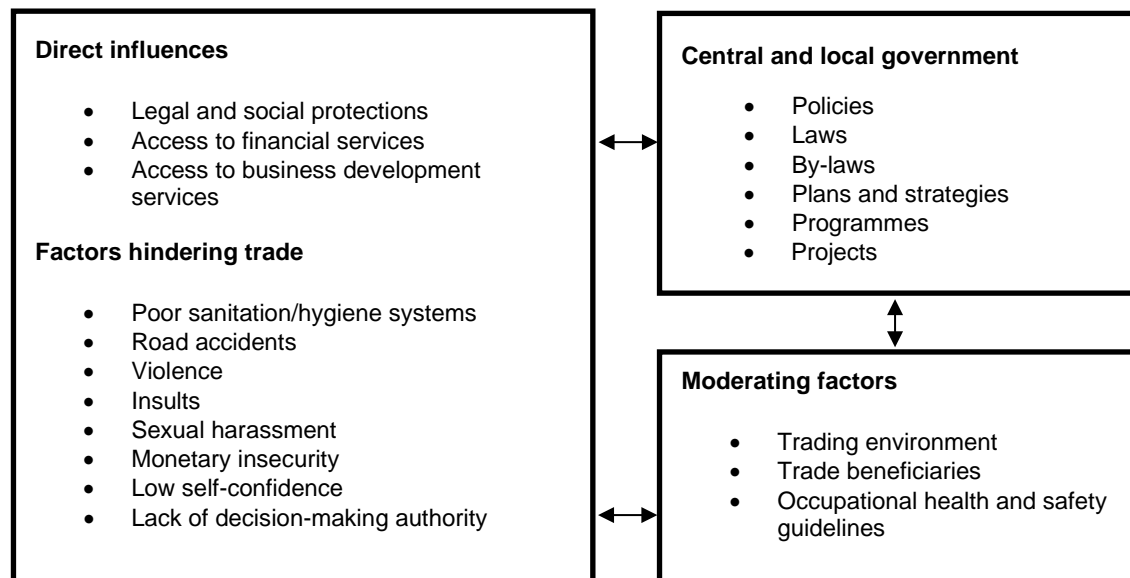 Direct influences
• Legal and social protections
• Access to financial services
• Access to business development
services
Factors hindering trade
• Poor sanitation/hygiene systems
• Road accidents
• Violence
• Insults
• Sexual harassment
• Monetary insecurity
• Low self-confidence
• Lack of decision-making authority
Central and local government
• Policies
• Laws
• By-laws
• Plans and strategies
• Programmes
• Projects
Moderating factors
• Trading environment
• Trade beneficiaries
• Occupational health and safety
guidelines